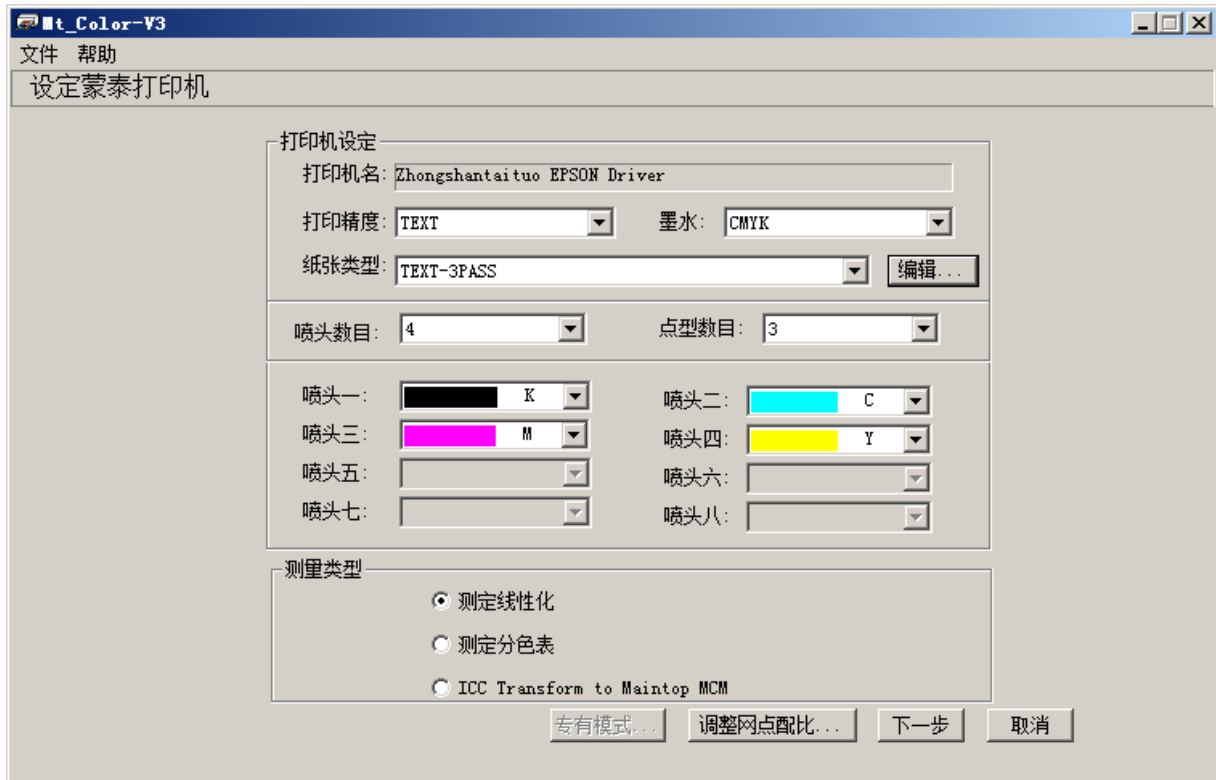 Mt_Color-V3
文件 帮助
设定蒙泰打印机
打印机设定
打印机名: Zhongshantaituo EPSON Driver
打印精度: TEXT 墨水: CMYK
纸张类型: TEXT-3PASS 编辑...
喷头数目: 4 点型数目: 3
喷头一: K 喷头二: C
喷头三: M 喷头四: Y
喷头五: 喷头六:
喷头七: 喷头八:
测量类型
测定线性化
测定分色表
ICC Transform to Maintop MCM
专有模式... 调整网点配比... 下一步 取消